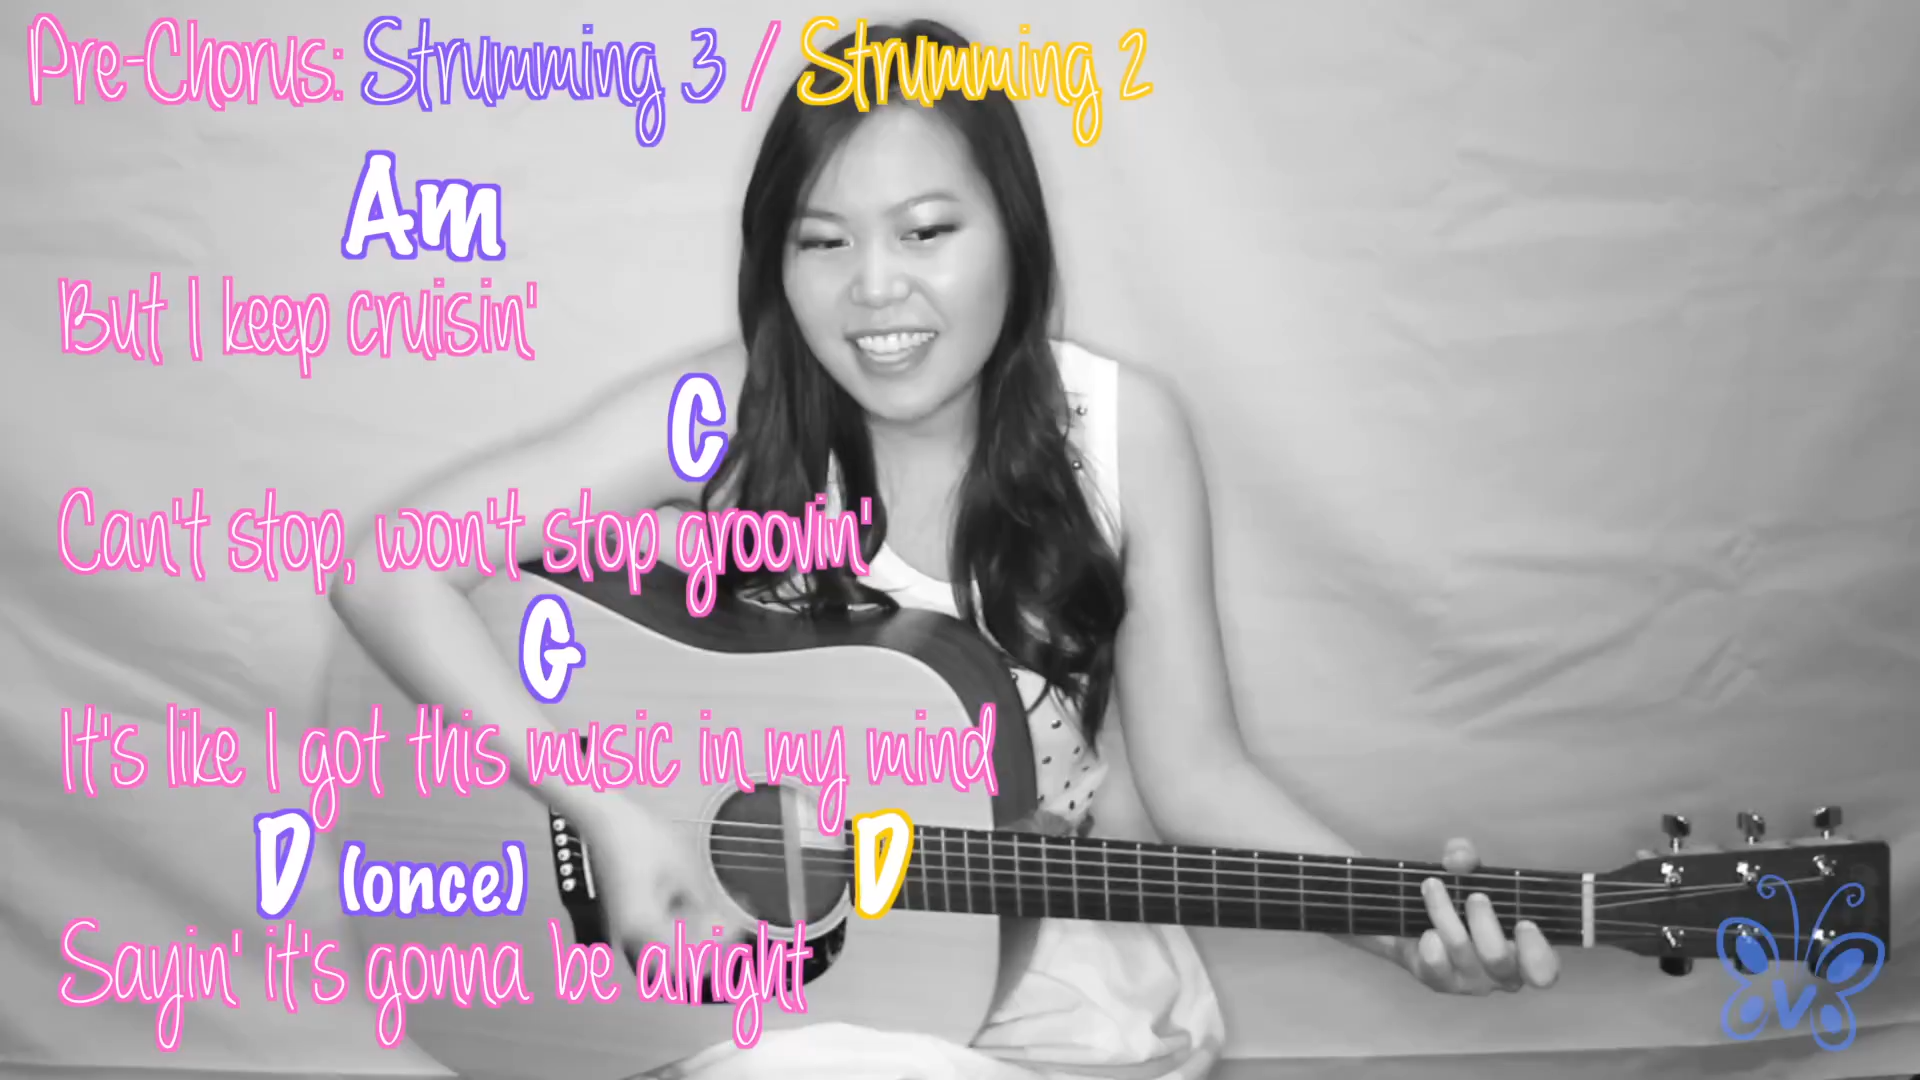 Pre-Chorus: Strumming 3 / Strumming 2
Am
But I keep cruisin'
C
Can't stop, won't stop groovin'
G
It's like I got this music in my mind
D (once) D
Sayin' it's gonna be alright
V